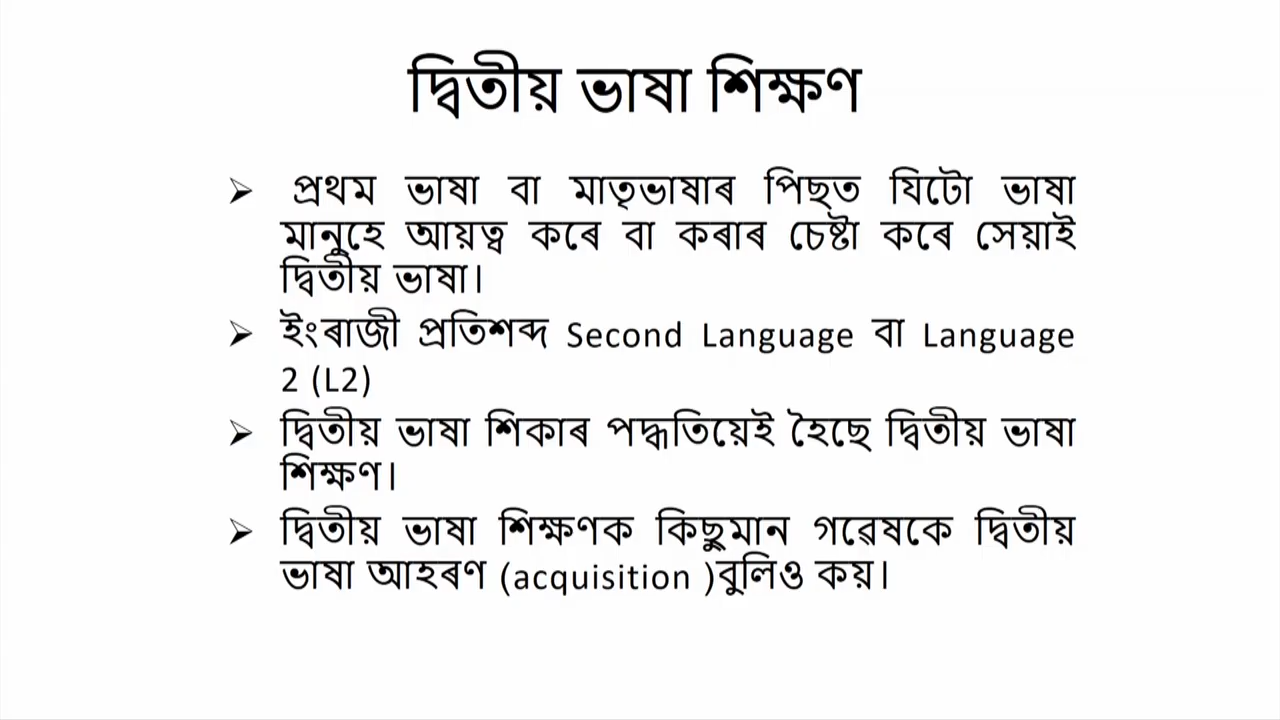 দ্বিতীয় ভাষা শিক্ষণ
➢ প্ৰথম ভাষা বা মাতৃভাষাৰ পিছত যিটো ভাষা
মানুহে আয়ত্ব কৰে বা কৰাৰ চেষ্টা কৰে সেয়াই
দ্বিতীয় ভাষা।
➢ ইংৰাজী প্ৰতিশব্দ Second Language বা Language
2 (L2)
➢ দ্বিতীয় ভাষা শিকাৰ পদ্ধতিয়েই হৈছে দ্বিতীয় ভাষা
শিক্ষণ।
➢ দ্বিতীয় ভাষা শিক্ষণক কিছুমান গৱেষকে দ্বিতীয়
ভাষা আহৰণ (acquisition )বুলিও কয়।